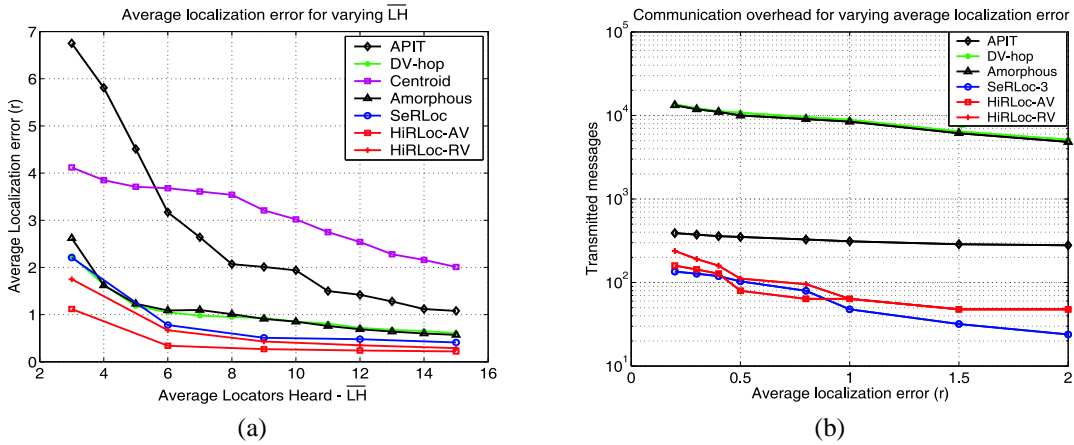 Average localization error for varying L̅H̅
Average Localization error (r)
7
6
5
4
3
2
1
0
2
4
6
8
10
12
14
16
Average Locators Heard - L̅H̅
APIT
DV-hop
Centroid
Amorphous
SeRLoc
HiRLoc-AV
HiRLoc-RV
(a)
Communication overhead for varying average localization error
Transmitted messages
10^5
10^4
10^3
10^2
10^1
0
0.5
1
1.5
2
Average localization error (r)
APIT
DV-hop
Amorphous
SeRLoc-3
HiRLoc-AV
HiRLoc-RV
(b)